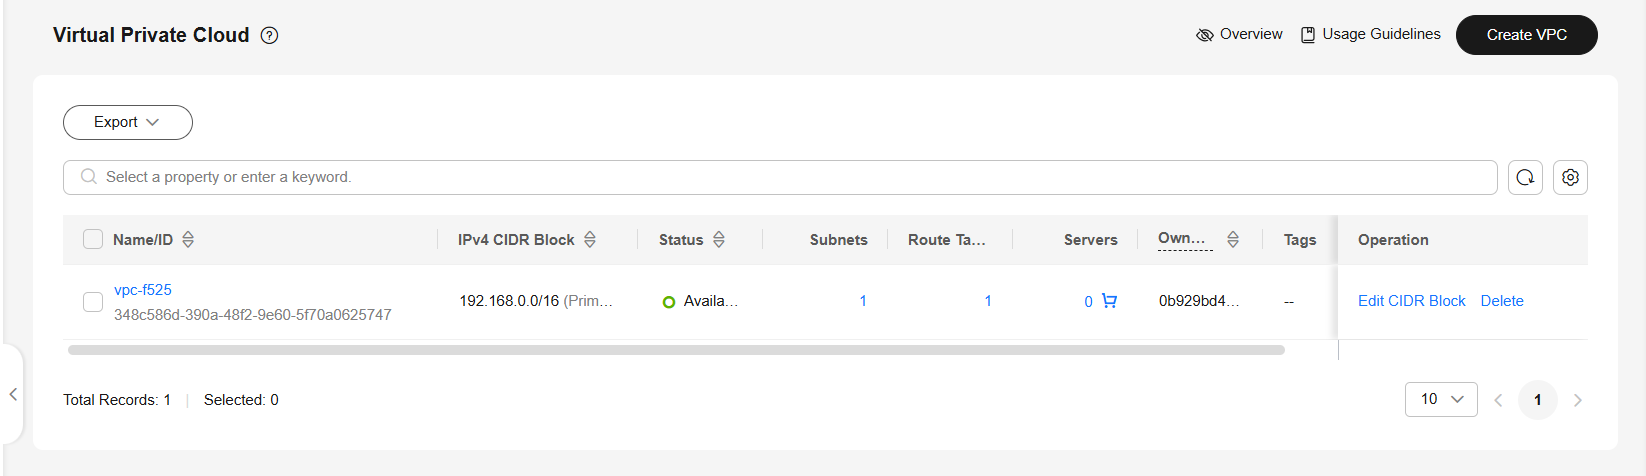 Virtual Private Cloud ?
Overview Usage Guidelines Create VPC
Export
Select a property or enter a keyword.
Name/ID IPv4 CIDR Block Status Subnets Route Ta... Servers Own... Tags Operation
vpc-f525
348c586d-390a-48f2-9e60-5f70a0625747
192.168.0.0/16 (Prim... Availa... 1 1 0 0b929bd4... -- Edit CIDR Block Delete
Total Records: 1 Selected: 0
10 1